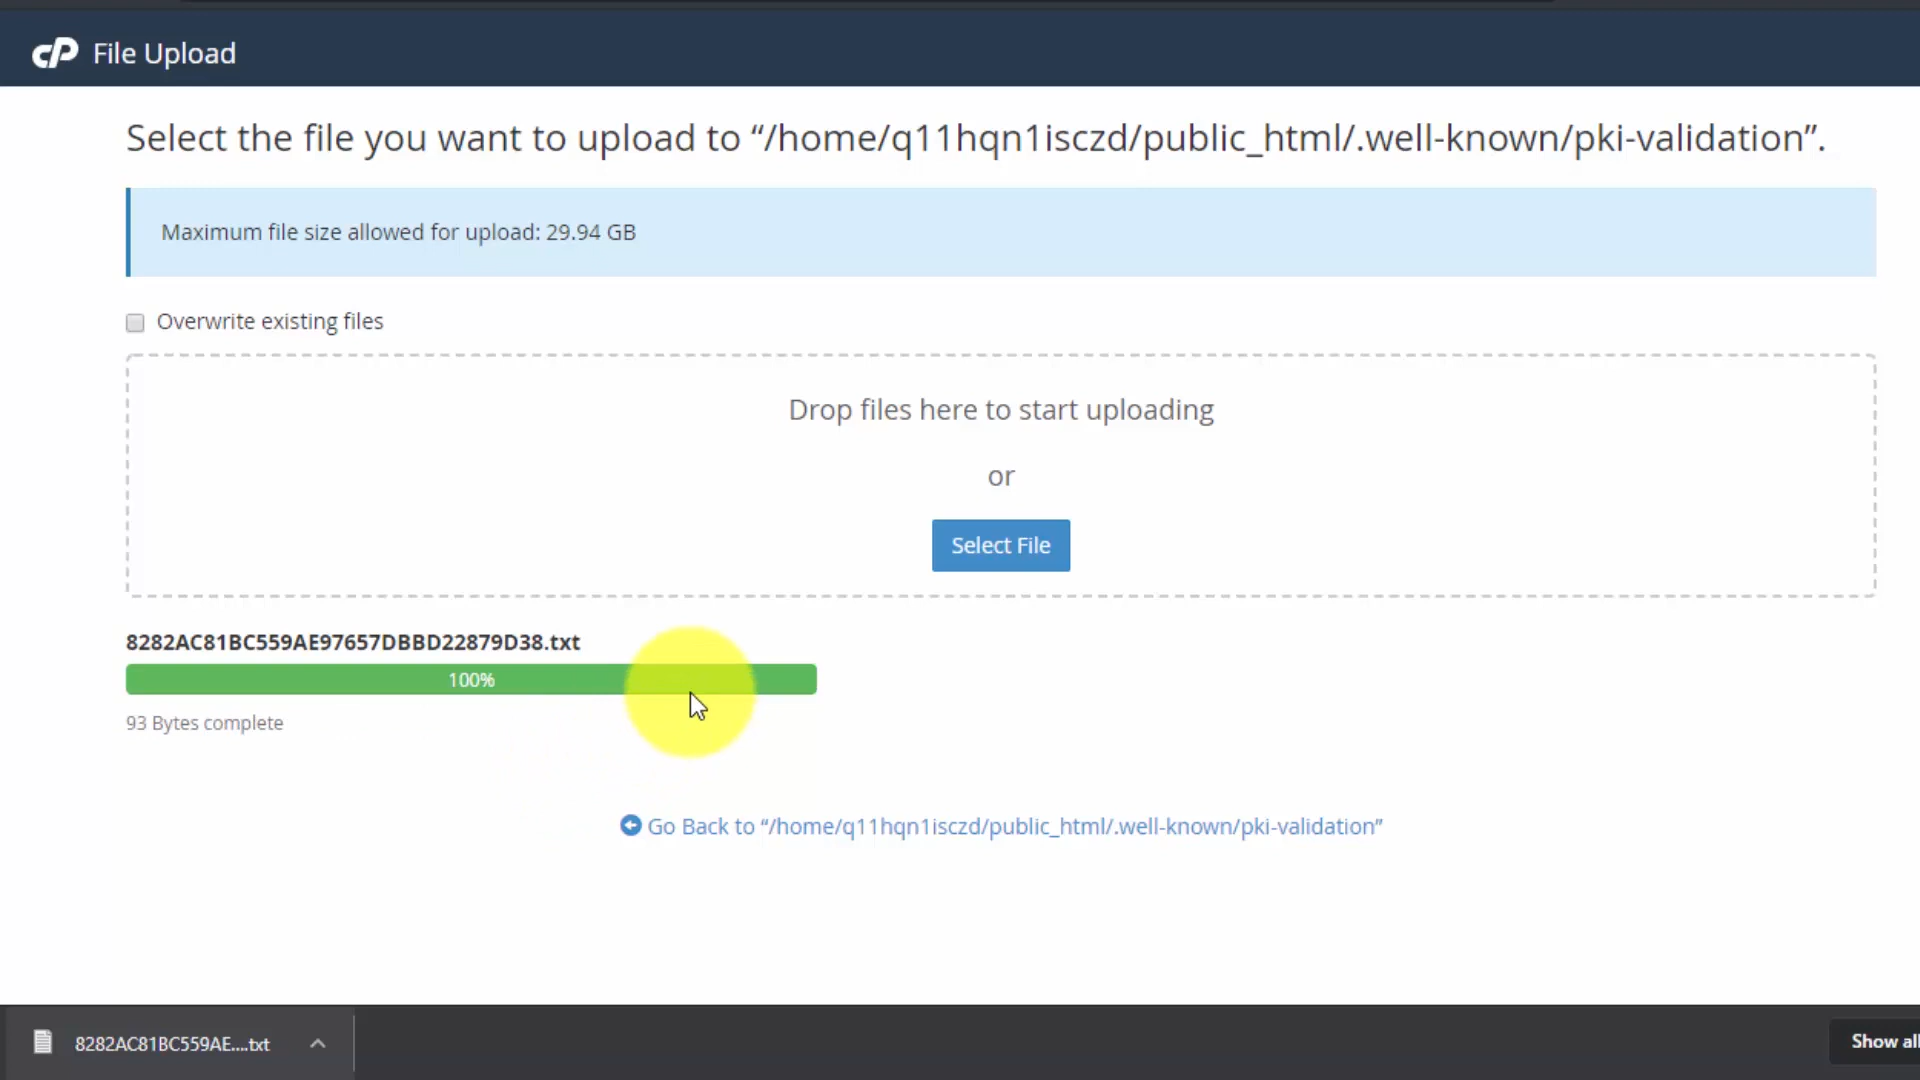 cP File Upload
Select the file you want to upload to “/home/q11hqn1isczd/public_html/.well-known/pki-validation”.
Maximum file size allowed for upload: 29.94 GB
Overwrite existing files
Drop files here to start uploading
or
Select File
8282AC81BC559AE97657DBBD22879D38.txt
100%
93 Bytes complete
Go Back to “/home/q11hqn1isczd/public_html/.well-known/pki-validation”
8282AC81BC559AE....txt
Show all